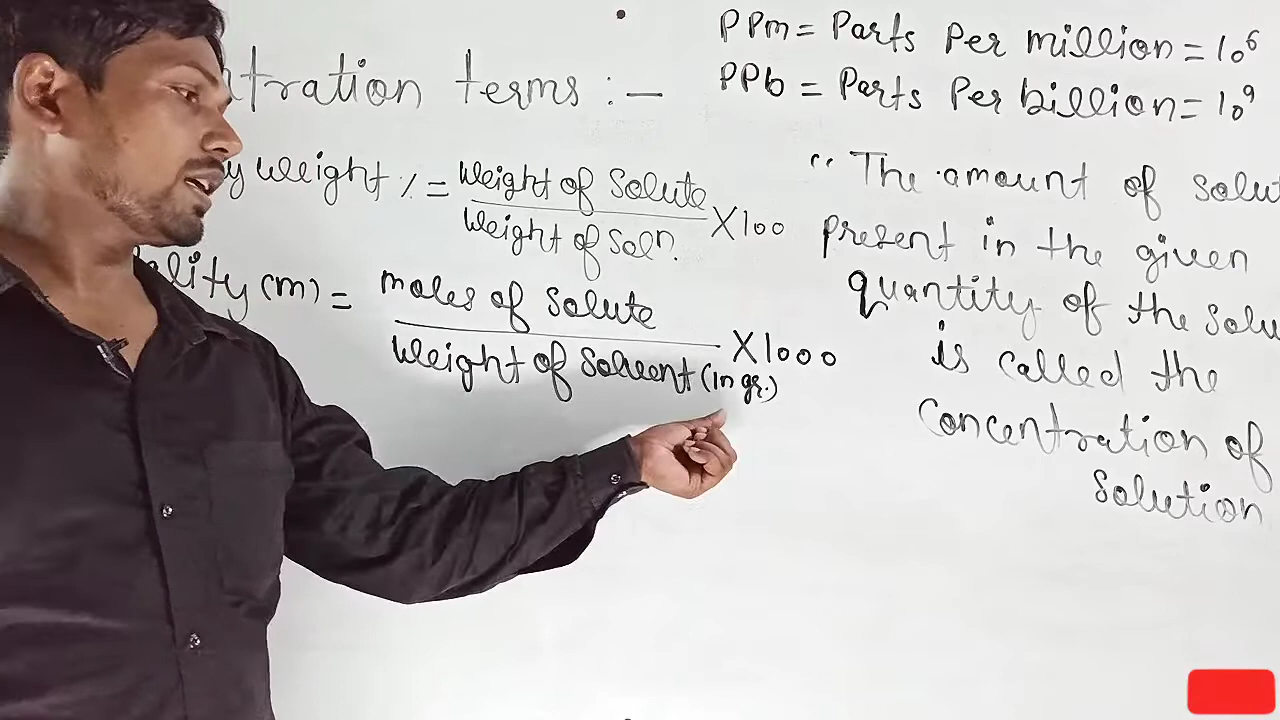 PPm = Parts Per million = 10⁶
PPb = Parts Per billion = 10⁹
ntration terms :-
y weight % = Weight of Solute
Weight of Soln. X100
ality (m) = moles of Solute
Weight of Solvent (in gr.) X1000
" The amount of solut
present in the given
quantity of the Solu
is called the
Concentration of
Solution